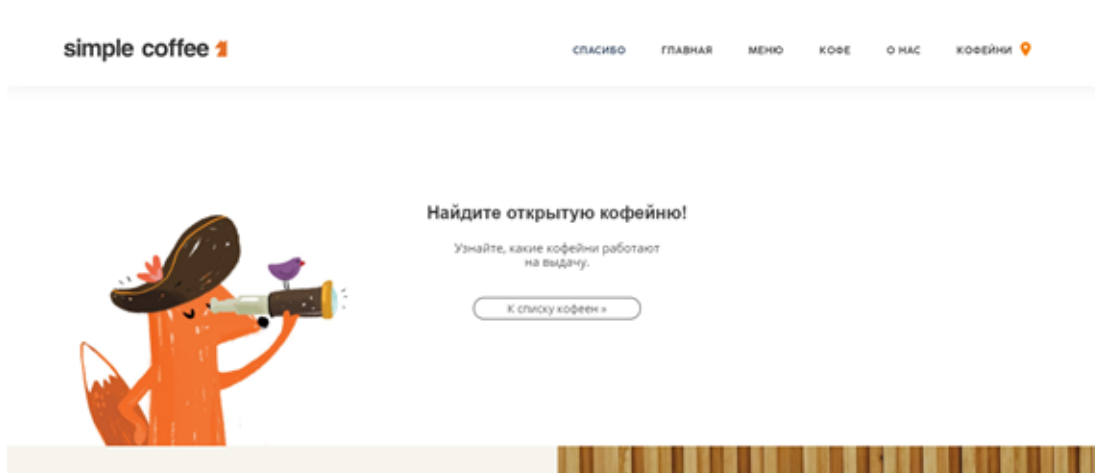 simple coffee
СПАСИБО ГЛАВНАЯ МЕНЮ КОФЕ О НАС КОФЕЙНИ
Найдите открытую кофейню!
Узнайте, какие кофейни работают
на выдачу.
К списку кофеен »